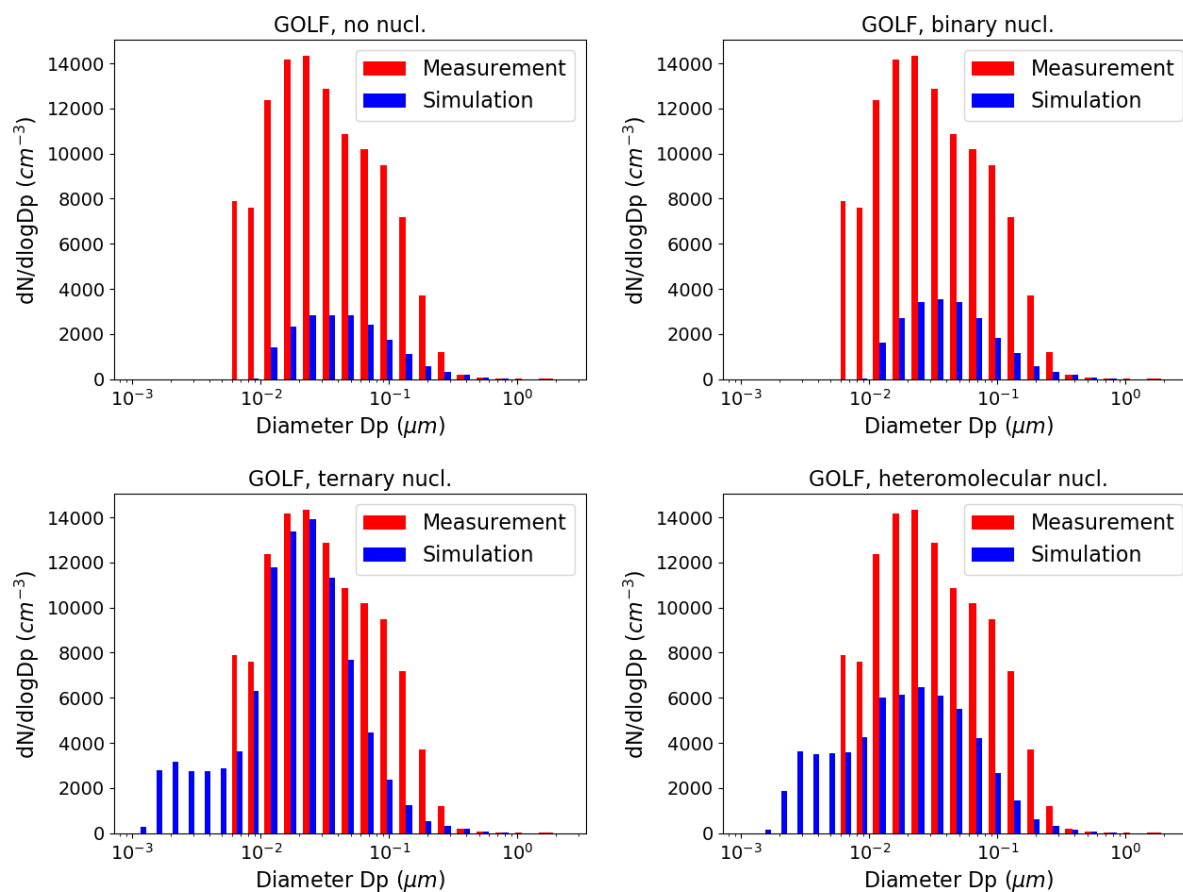 GOLF, no nucl.
14000
12000
10000
8000
6000
4000
2000
0
dN/dlogDp (cm⁻³)
Measurement
Simulation
10⁻³ 10⁻² 10⁻¹ 10⁰
Diameter Dp (μm)
GOLF, binary nucl.
14000
12000
10000
8000
6000
4000
2000
0
dN/dlogDp (cm⁻³)
Measurement
Simulation
10⁻³ 10⁻² 10⁻¹ 10⁰
Diameter Dp (μm)
GOLF, ternary nucl.
14000
12000
10000
8000
6000
4000
2000
0
dN/dlogDp (cm⁻³)
Measurement
Simulation
10⁻³ 10⁻² 10⁻¹ 10⁰
Diameter Dp (μm)
GOLF, heteromolecular nucl.
14000
12000
10000
8000
6000
4000
2000
0
dN/dlogDp (cm⁻³)
Measurement
Simulation
10⁻³ 10⁻² 10⁻¹ 10⁰
Diameter Dp (μm)